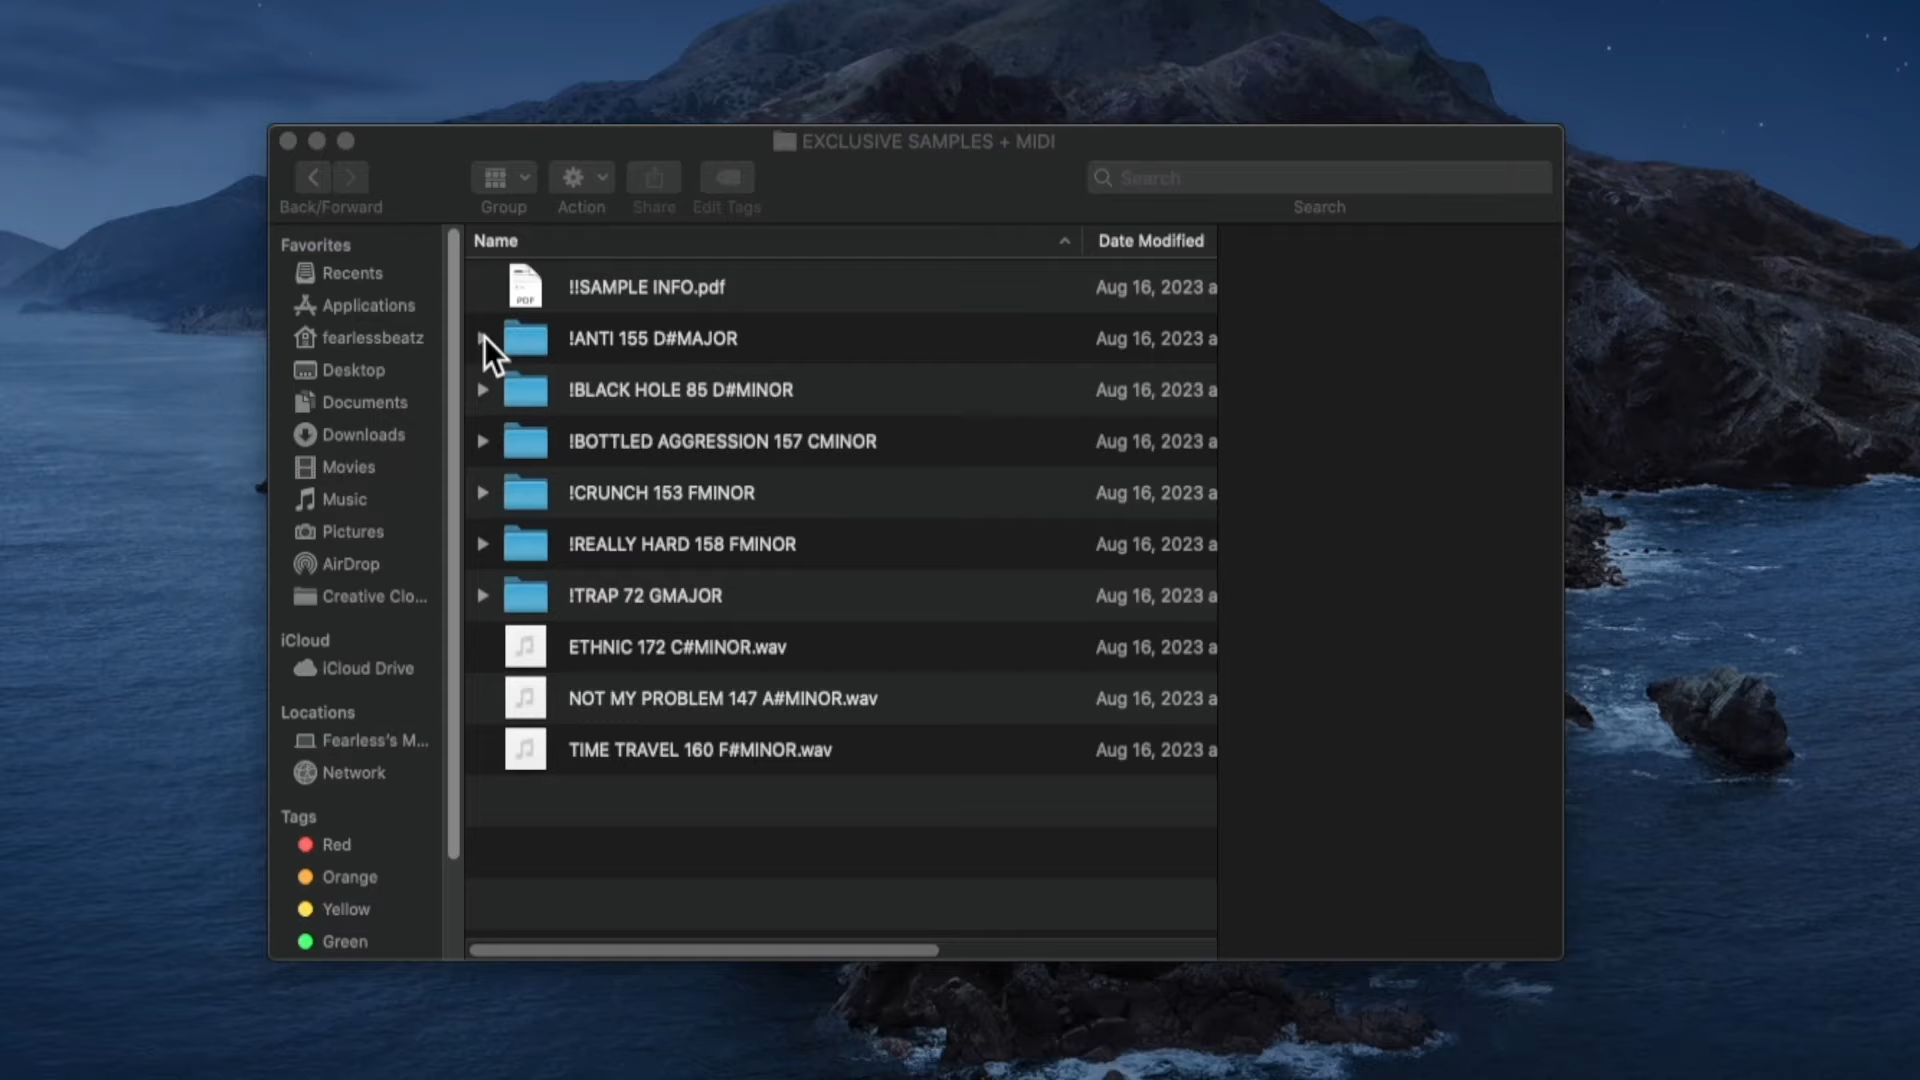 EXCLUSIVE SAMPLES + MIDI
Back/Forward
Group
Action
Share
Edit Tags
Search
Search
Favorites
Recents
Applications
fearlessbeatz
Desktop
Documents
Downloads
Movies
Music
Pictures
AirDrop
Creative Clo...
iCloud
iCloud Drive
Locations
Fearless's M...
Network
Tags
Red
Orange
Yellow
Green
Name Date Modified
PDF
!!SAMPLE INFO.pdf Aug 16, 2023 a
!ANTI 155 D#MAJOR Aug 16, 2023 a
!BLACK HOLE 85 D#MINOR Aug 16, 2023 a
!BOTTLED AGGRESSION 157 CMINOR Aug 16, 2023 a
!CRUNCH 153 FMINOR Aug 16, 2023 a
!REALLY HARD 158 FMINOR Aug 16, 2023 a
!TRAP 72 GMAJOR Aug 16, 2023 a
ETHNIC 172 C#MINOR.wav Aug 16, 2023 a
NOT MY PROBLEM 147 A#MINOR.wav Aug 16, 2023 a
TIME TRAVEL 160 F#MINOR.wav Aug 16, 2023 a